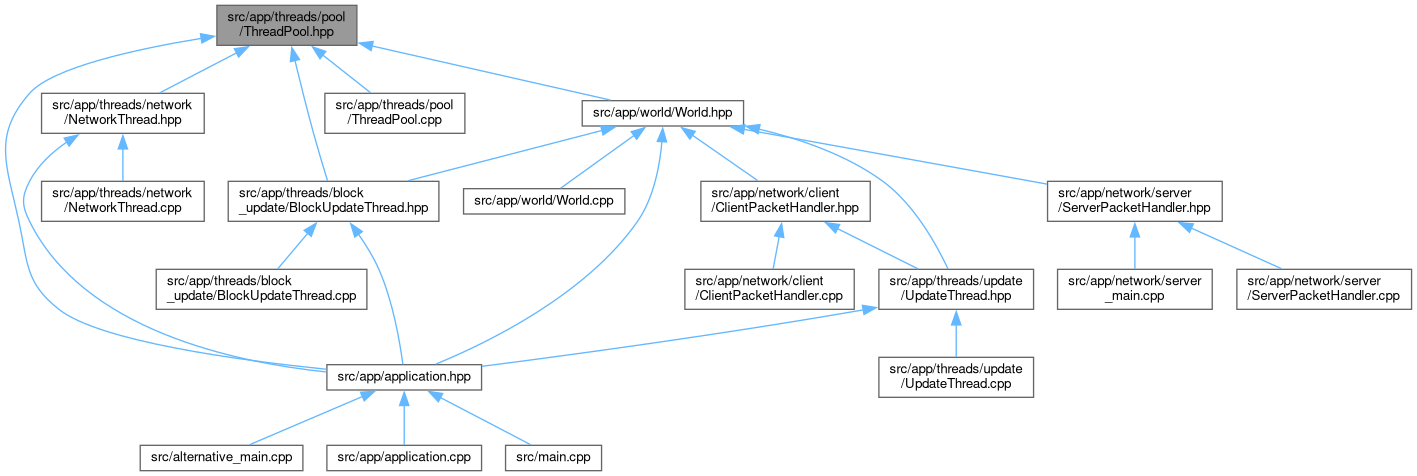 src/app/threads/pool
/ThreadPool.hpp
src/app/threads/network
/NetworkThread.hpp
src/app/threads/pool
/ThreadPool.cpp
src/app/world/World.hpp
src/app/threads/network
/NetworkThread.cpp
src/app/threads/block
_update/BlockUpdateThread.hpp
src/app/world/World.cpp
src/app/network/client
/ClientPacketHandler.hpp
src/app/network/server
/ServerPacketHandler.hpp
src/app/threads/block
_update/BlockUpdateThread.cpp
src/app/network/client
/ClientPacketHandler.cpp
src/app/threads/update
/UpdateThread.hpp
src/app/network/server
_main.cpp
src/app/network/server
/ServerPacketHandler.cpp
src/app/application.hpp
src/app/threads/update
/UpdateThread.cpp
src/alternative_main.cpp
src/app/application.cpp
src/main.cpp